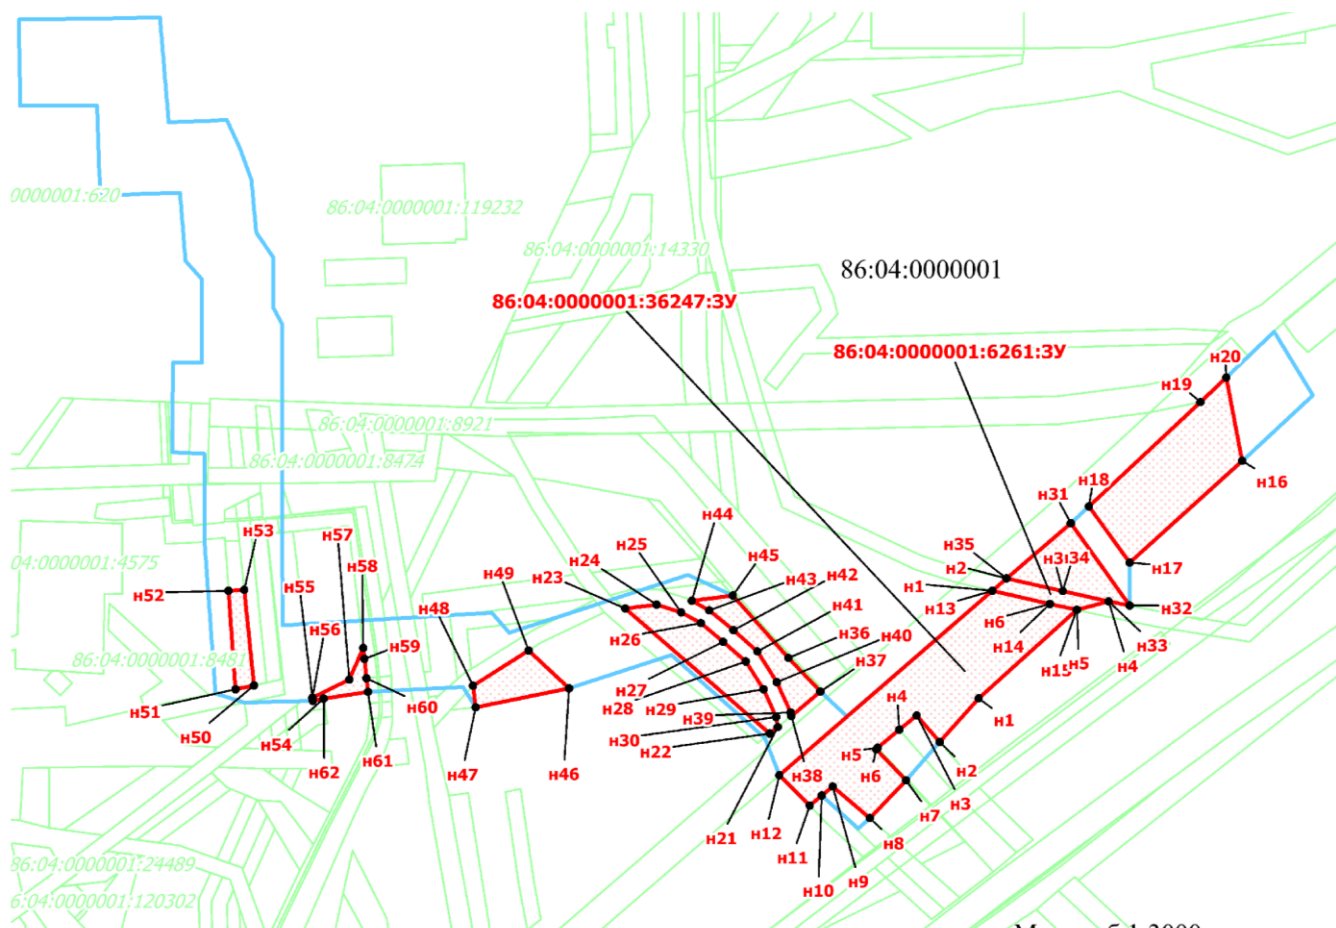 0000001:620
86:04:0000001:119232
86:04:0000001:14330
86:04:0000001
86:04:0000001:36247:ЗУ
86:04:0000001:6261:ЗУ
н20
н19
86:04:0000001:8921
86:04:0000001:8474
н16
н18
н31
н44
н53
н57
н25
н45
н17
н58
н24
н43
н35
04:0000001:4575
н23
н42
н2
н34
н52
н55
н49
н1
н56
н48
н41
н13
н6
н32
н59
н26
н36
н14
н33
86:04:0000001:8481
н40
н15
н5
н4
н27
н37
н60
н51
н28
н29
н4
н1
н50
н39
н54
н30
н5
н62
н61
н47
н46
н22
н6
н2
н38
н3
н7
н21
н12
н8
н11
86:04:0000001:24489
н10
н9
6:04:0000001:120302